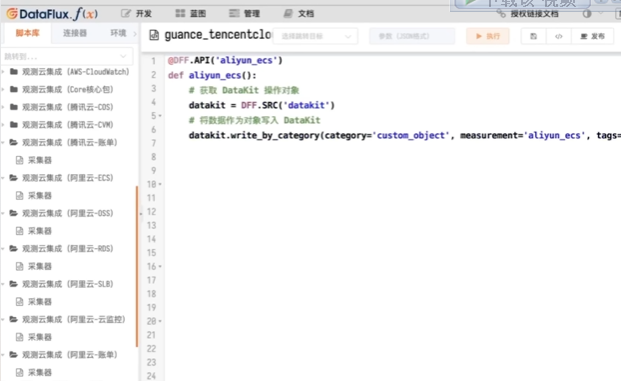 DataFlux.f(x) 开发 蓝图 管理 文档 授权链接文档
下载该 视频
脚本库 连接器 环境
跳转到...
观测云集成 (AWS-CloudWatch)
观测云集成 (Core核心包)
观测云集成 (腾讯云-COS)
观测云集成 (腾讯云-CVM)
观测云集成 (腾讯云-账单)
采集器
观测云集成 (阿里云-ECS)
采集器
观测云集成 (阿里云-OSS)
采集器
观测云集成 (阿里云-RDS)
采集器
观测云集成 (阿里云-SLB)
采集器
观测云集成 (阿里云-云监控)
采集器
观测云集成 (阿里云-账单)
采集器
guance_tencentclo 选择跳转目标 参数 (JSON格式) 执行 </> 发布
1 @DFF.API('aliyun_ecs')
2 def aliyun_ecs():
3 # 获取 DataKit 操作对象
4 datakit = DFF.SRC('datakit')
5 # 将数据作为对象写入 DataKit
6 datakit.write_by_category(category='custom_object', measurement='aliyun_ecs', tags=
7
8
9
10
11
12
13
14
15
16
17
18
19
20
21
22
23
24